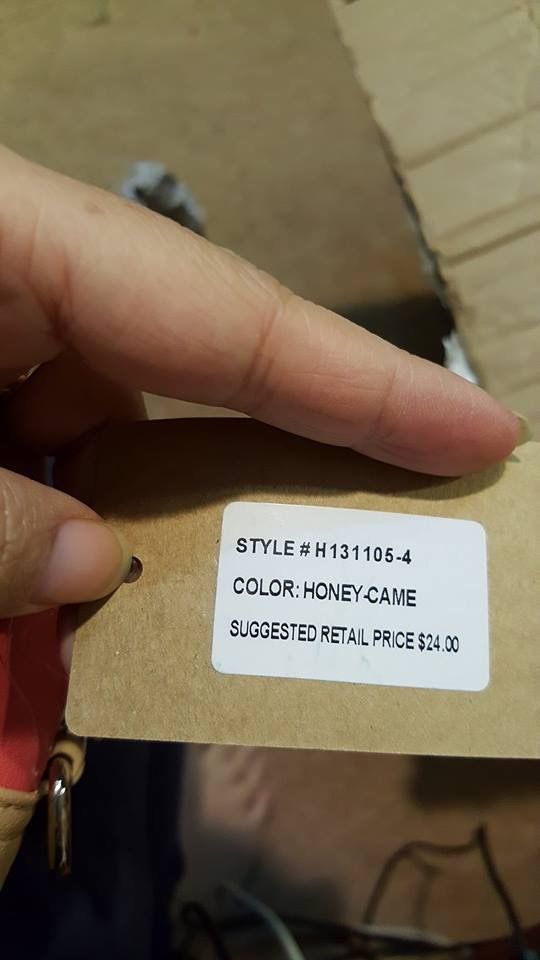 STYLE # H131105-4
COLOR: HONEY-CAME
SUGGESTED RETAIL PRICE $24.00